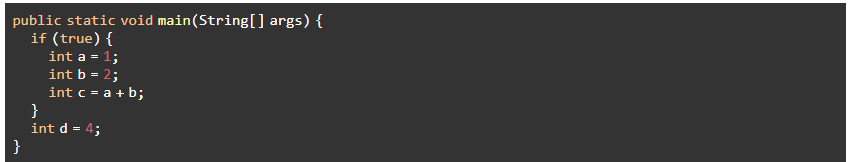 public static void main(String[] args) {
  if (true) {
    int a = 1;
    int b = 2;
    int c = a + b;
  }
  int d = 4;
}